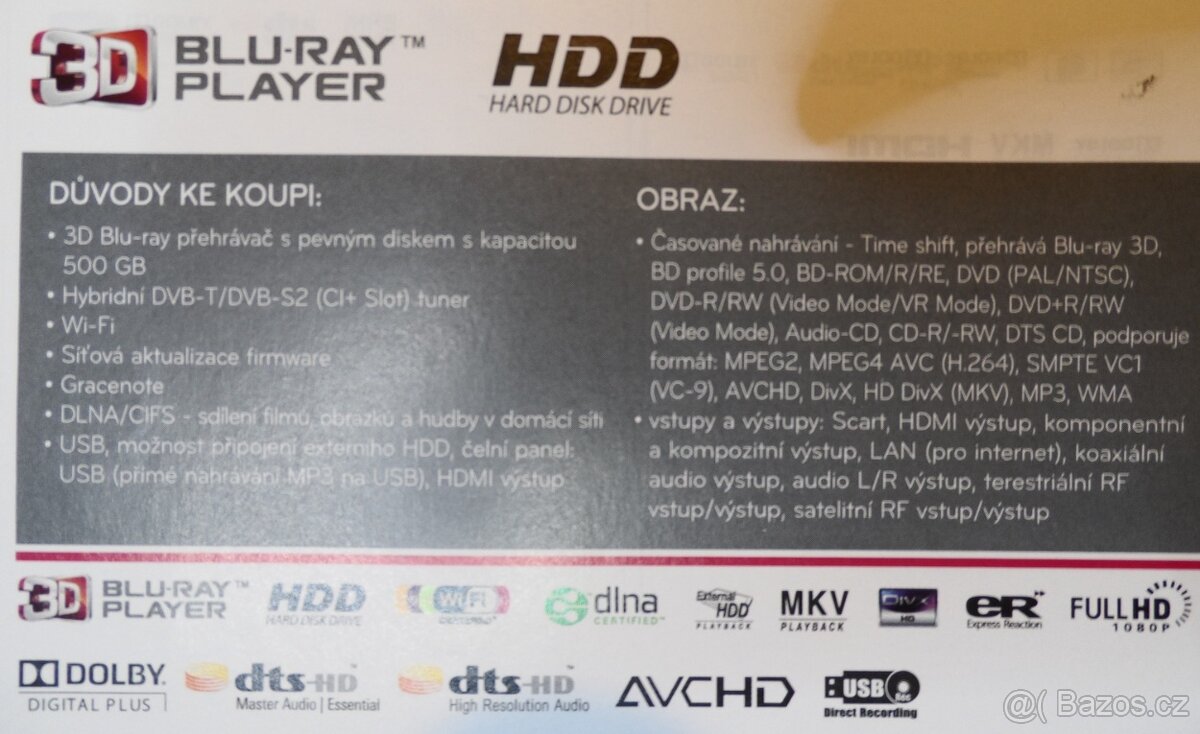 3D BLU-RAY™ PLAYER
HDD
HARD DISK DRIVE
DŮVODY KE KOUPI:
• 3D Blu-ray přehrávač s pevným diskem s kapacitou
500 GB
• Hybridní DVB-T/DVB-S2 (CI+ Slot) tuner
• Wi-Fi
• Síťová aktualizace firmware
• Gracenote
• DLNA/CIFS - sdílení filmů, obrázků a hudby v domácí síti
• USB, možnost připojení externího HDD, čelní panel:
USB (přímé nahrávání MP3 na USB), HDMI výstup
OBRAZ:
• Časované nahrávání - Time shift, přehrává Blu-ray 3D,
BD profile 5.0, BD-ROM/R/RE, DVD (PAL/NTSC),
DVD-R/RW (Video Mode/VR Mode), DVD+R/RW
(Video Mode), Audio-CD, CD-R/-RW, DTS CD, podporuje
formát: MPEG2, MPEG4 AVC (H.264), SMPTE VC1
(VC-9), AVCHD, DivX, HD DivX (MKV), MP3, WMA
• vstupy a výstupy: Scart, HDMI výstup, komponentní
a kompozitní výstup, LAN (pro internet), koaxiální
audio výstup, audio L/R výstup, terestriální RF
vstup/výstup, satelitní RF vstup/výstup
3D BLU-RAY™ PLAYER
HDD
HARD DISK DRIVE
WiFi
dlna
CERTIFIED™
External
HDD
PLAYBACK
MKV
PLAYBACK
DIVX
HD
eR
Express Reaction
FULL HD
1080P
DOLBY.
DIGITAL PLUS
dts-HD™
Master Audio | Essential
dts-HD™
High Resolution Audio
AVCHD
USB Rec
Direct Recording
@( Bazos.cz